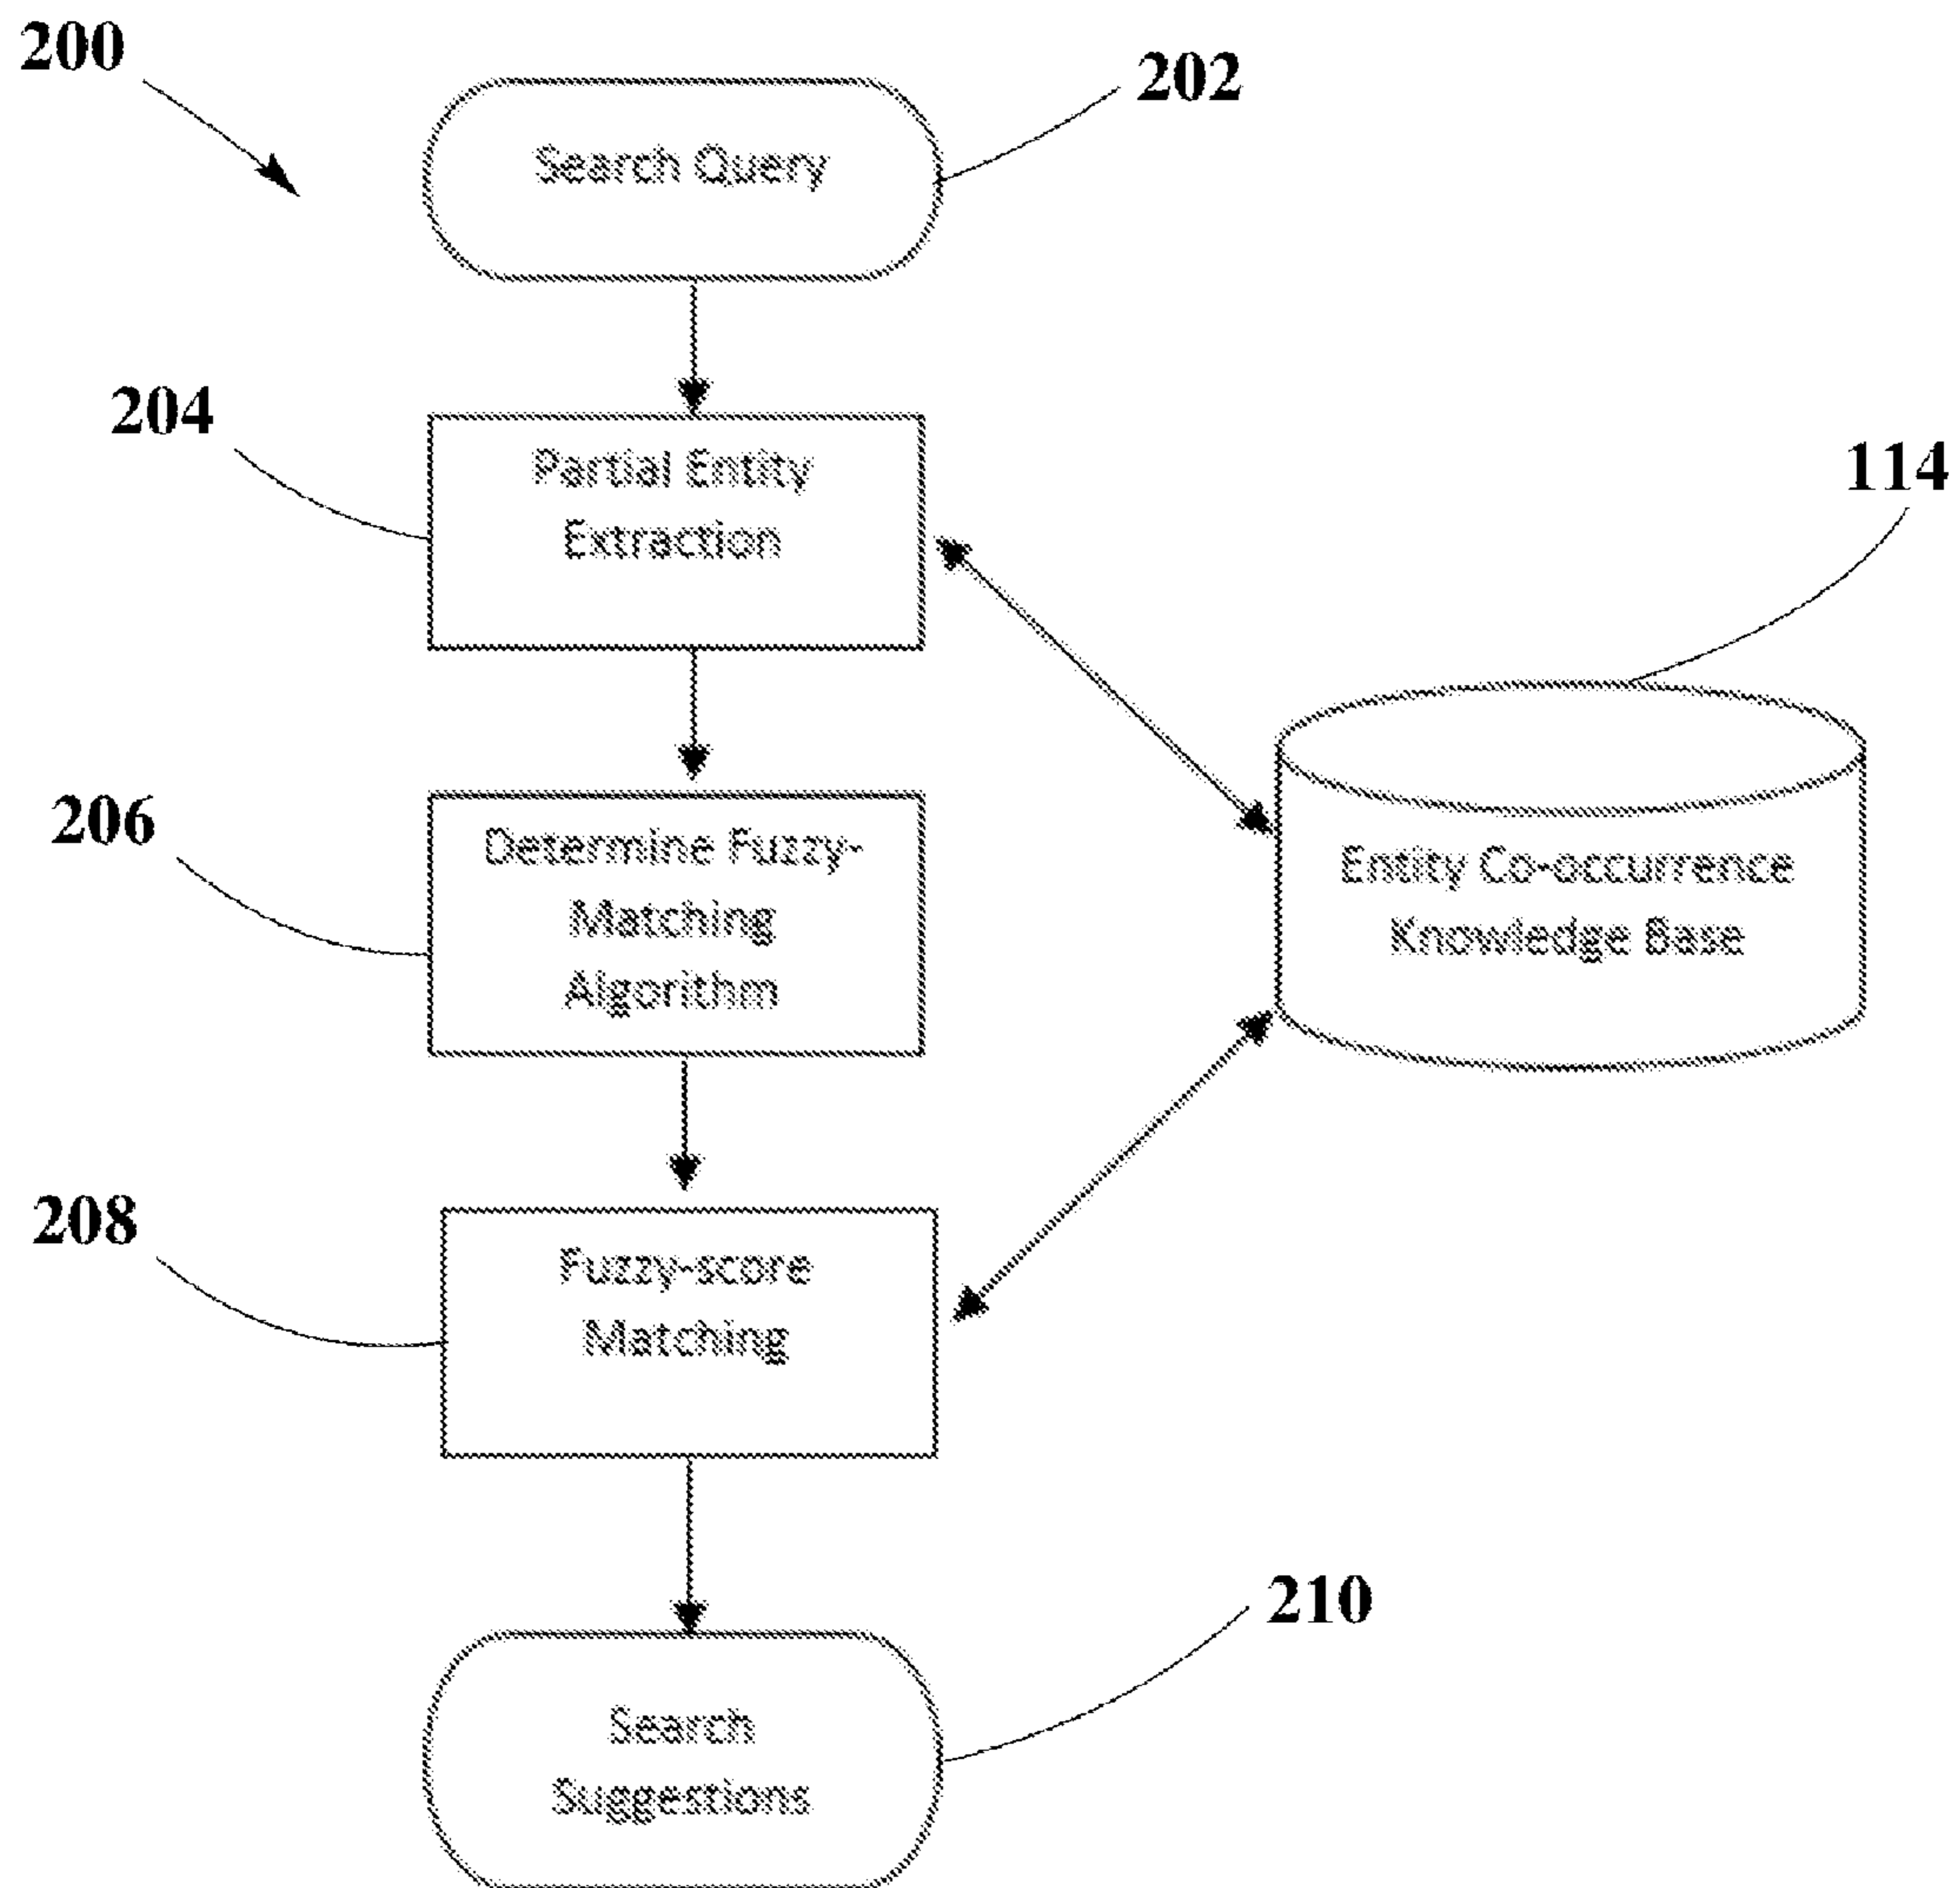 200
202
Search Query
204
Partial Entity
Extraction
114
206
Determine Fuzzy-
Matching
Algorithm
Entity Co-occurrence
Knowledge Base
208
Fuzzy-score
Matching
210
Search
Suggestions